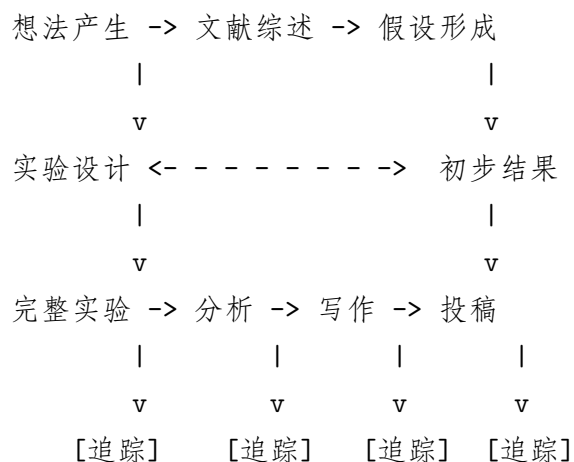 想法产生 -> 文献综述 -> 假设形成
| |
v v
实验设计 <- - - - - - - -> 初步结果
| |
v v
完整实验 -> 分析 -> 写作 -> 投稿
| | | |
v v v v
[追踪] [追踪] [追踪] [追踪]